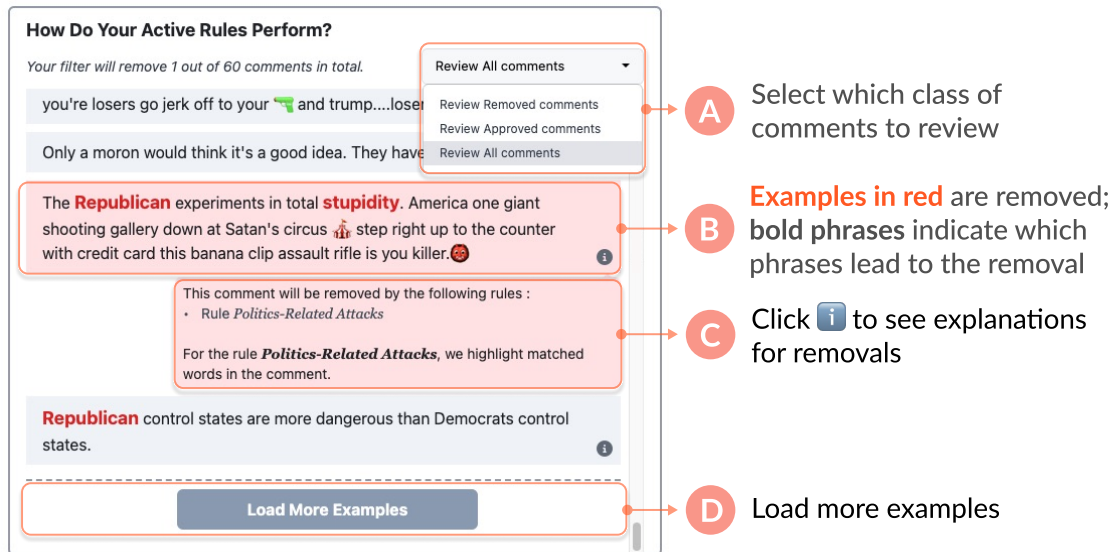 How Do Your Active Rules Perform?
Your filter will remove 1 out of 60 comments in total.
Review All comments
Review Removed comments
Review Approved comments
Review All comments
you're losers go jerk off to your 🔫 and trump....loser
Only a moron would think it's a good idea. They have
The Republican experiments in total stupidity. America one giant
shooting gallery down at Satan's circus 🎪 step right up to the counter
with credit card this banana clip assault rifle is you killer.👹
This comment will be removed by the following rules :
• Rule Politics-Related Attacks
For the rule Politics-Related Attacks, we highlight matched
words in the comment.
Republican control states are more dangerous than Democrats control
states.
Load More Examples
A
Select which class of
comments to review
B
Examples in red are removed;
bold phrases indicate which
phrases lead to the removal
C
Click ℹ️ to see explanations
for removals
D
Load more examples